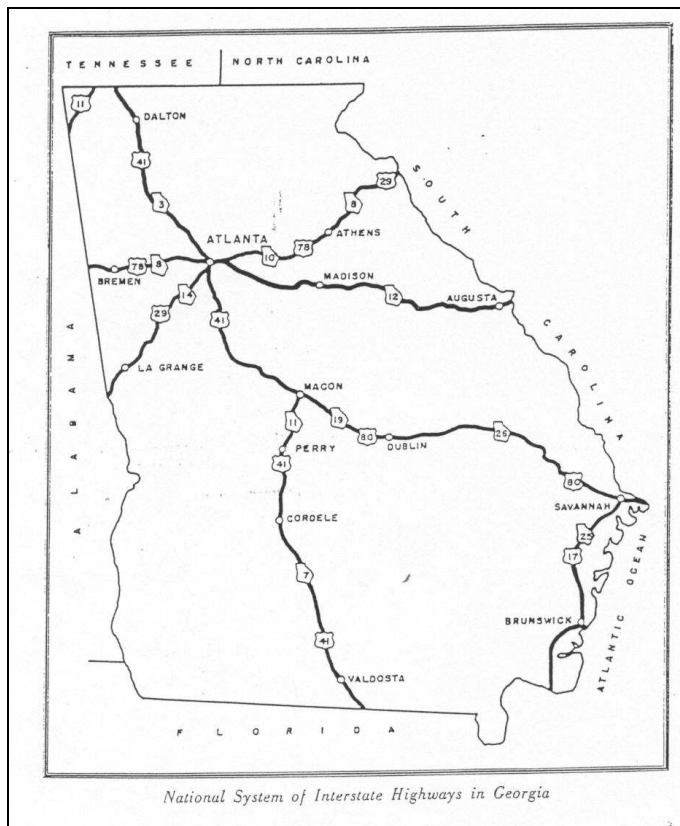 TENNESSEE
NORTH CAROLINA
11
DALTON
41
SOUTH
29
3
8
ATLANTA
ATHENS
10
78
BREMEN
78
8
MADISON
14
12
AUGUSTA
29
41
CAROLINA
LA GRANGE
ALABAMA
MACON
11
19
80
DUBLIN
26
PERRY
41
80
SAVANNAH
CORDELE
25
17
7
BRUNSWICK
ATLANTIC OCEAN
41
VALDOSTA
FLORIDA
National System of Interstate Highways in Georgia